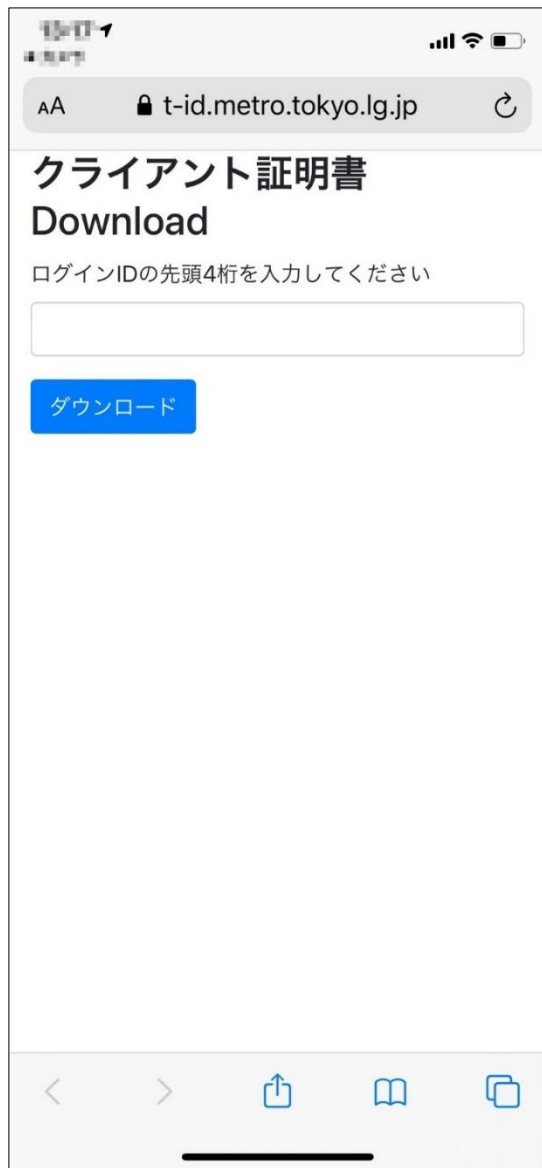 AA t-id.metro.tokyo.lg.jp
クライアント証明書
Download
ログインIDの先頭4桁を入力してください
ダウンロード